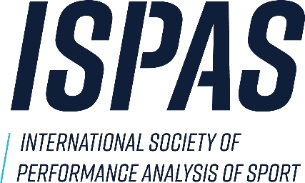 ISPAS
INTERNATIONAL SOCIETY OF
PERFORMANCE ANALYSIS OF SPORT